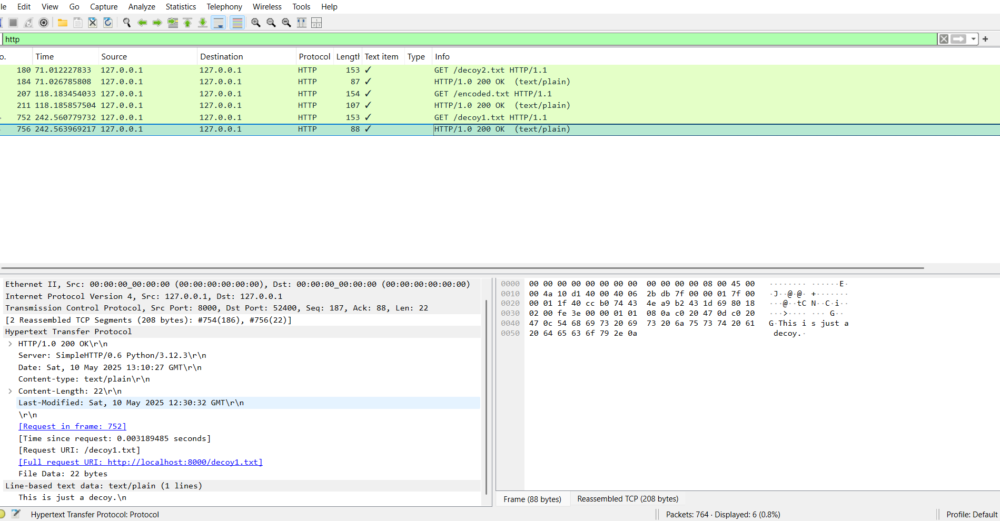 le Edit View Go Capture Analyze Statistics Telephony Wireless Tools Help
http
o. Time Source Destination Protocol Length Text item Type Info
180 71.012227833 127.0.0.1 127.0.0.1 HTTP 153 ✓ GET /decoy2.txt HTTP/1.1
184 71.026785808 127.0.0.1 127.0.0.1 HTTP 87 ✓ HTTP/1.0 200 OK (text/plain)
207 118.183454033 127.0.0.1 127.0.0.1 HTTP 154 ✓ GET /encoded.txt HTTP/1.1
211 118.185857504 127.0.0.1 127.0.0.1 HTTP 107 ✓ HTTP/1.0 200 OK (text/plain)
752 242.560779732 127.0.0.1 127.0.0.1 HTTP 153 ✓ GET /decoy1.txt HTTP/1.1
756 242.563969217 127.0.0.1 127.0.0.1 HTTP 88 ✓ HTTP/1.0 200 OK (text/plain)
Ethernet II, Src: 00:00:00_00:00:00 (00:00:00:00:00:00), Dst: 00:00:00_00:00:00 (00:00:00:00:00:00)
Internet Protocol Version 4, Src: 127.0.0.1, Dst: 127.0.0.1
Transmission Control Protocol, Src Port: 8000, Dst Port: 52400, Seq: 187, Ack: 88, Len: 22
[2 Reassembled TCP Segments (208 bytes): #754(186), #756(22)]
Hypertext Transfer Protocol
HTTP/1.0 200 OK\r\n
Server: SimpleHTTP/0.6 Python/3.12.3\r\n
Date: Sat, 10 May 2025 13:10:27 GMT\r\n
Content-type: text/plain\r\n
Content-Length: 22\r\n
Last-Modified: Sat, 10 May 2025 12:30:32 GMT\r\n
\r\n
[Request in frame: 752]
[Time since request: 0.003189485 seconds]
[Request URI: /decoy1.txt]
[Full request URI: http://localhost:8000/decoy1.txt]
File Data: 22 bytes
Line-based text data: text/plain (1 lines)
This is just a decoy.\n
0000 00 00 00 00 00 00 00 00 00 00 00 00 08 00 45 00 ········ ······E·
0010 00 4a 10 d1 40 00 40 06 2b db 7f 00 00 01 7f 00 ·J··@·@· +·······
0020 00 01 1f 40 cc b0 74 43 4e a9 b2 43 1d 69 80 18 ···@··tC N··C·i··
0030 02 00 fe 3e 00 00 01 01 08 0a c0 20 47 0d c0 20 ···>···· ··· G··
0040 47 0c 54 68 69 73 20 69 73 20 6a 75 73 74 20 61 G·This i s just a
0050 20 64 65 63 6f 79 2e 0a decoy.·
Frame (88 bytes) Reassembled TCP (208 bytes)
Hypertext Transfer Protocol: Protocol Packets: 764 · Displayed: 6 (0.8%) Profile: Default